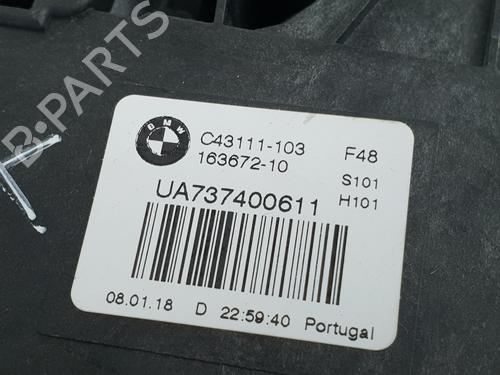 B-PARTS
BMW
C43111-103 F48
163672-10 S101
UA737400611 H101
08.01.18 D 22:59:40 Portugal